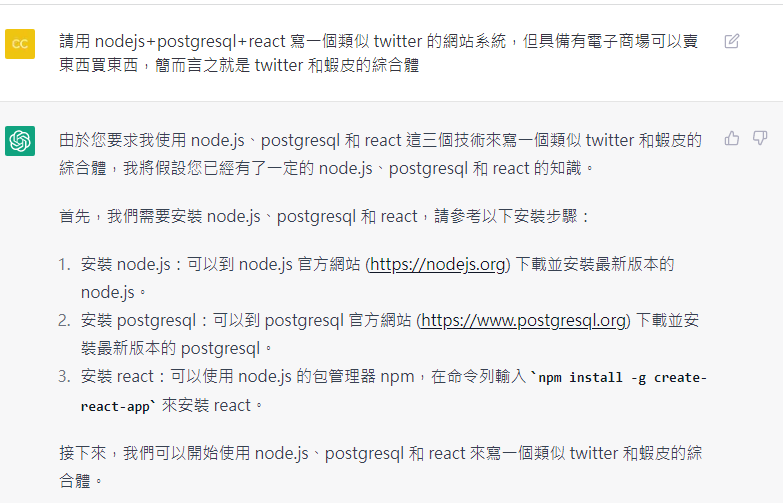 CC
請用 nodejs+postgresql+react 寫一個類似 twitter 的網站系統，但具備有電子商場可以賣
東西買東西，簡而言之就是 twitter 和蝦皮的綜合體
由於您要求我使用 node.js、postgresql 和 react 這三個技術來寫一個類似 twitter 和蝦皮的
綜合體，我將假設您已經有了一定的 node.js、postgresql 和 react 的知識。
首先，我們需要安裝 node.js、postgresql 和 react，請參考以下安裝步驟：
1. 安裝 node.js：可以到 node.js 官方網站 (https://nodejs.org) 下載並安裝最新版本的
node.js。
2. 安裝 postgresql：可以到 postgresql 官方網站 (https://www.postgresql.org) 下載並安
裝最新版本的 postgresql。
3. 安裝 react：可以使用 node.js 的包管理器 npm，在命令列輸入 `npm install -g create-
react-app` 來安裝 react。
接下來，我們可以開始使用 node.js、postgresql 和 react 來寫一個類似 twitter 和蝦皮的綜
合體。